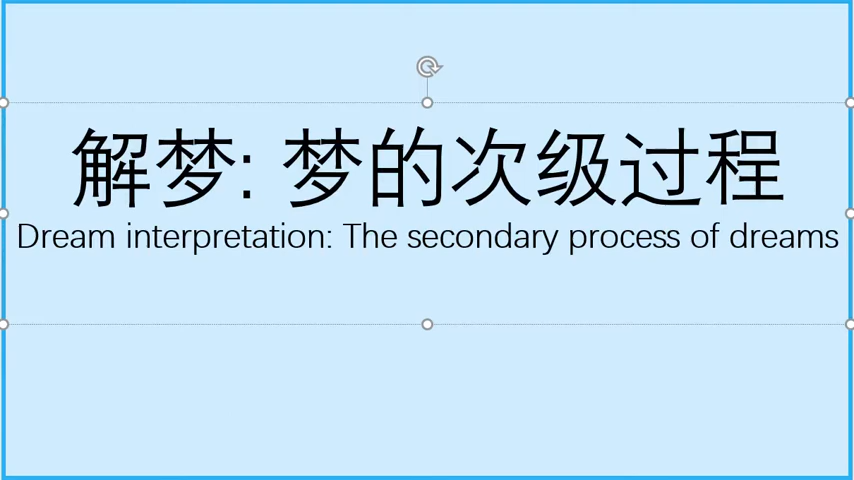 解梦: 梦的次级过程
Dream interpretation: The secondary process of dreams